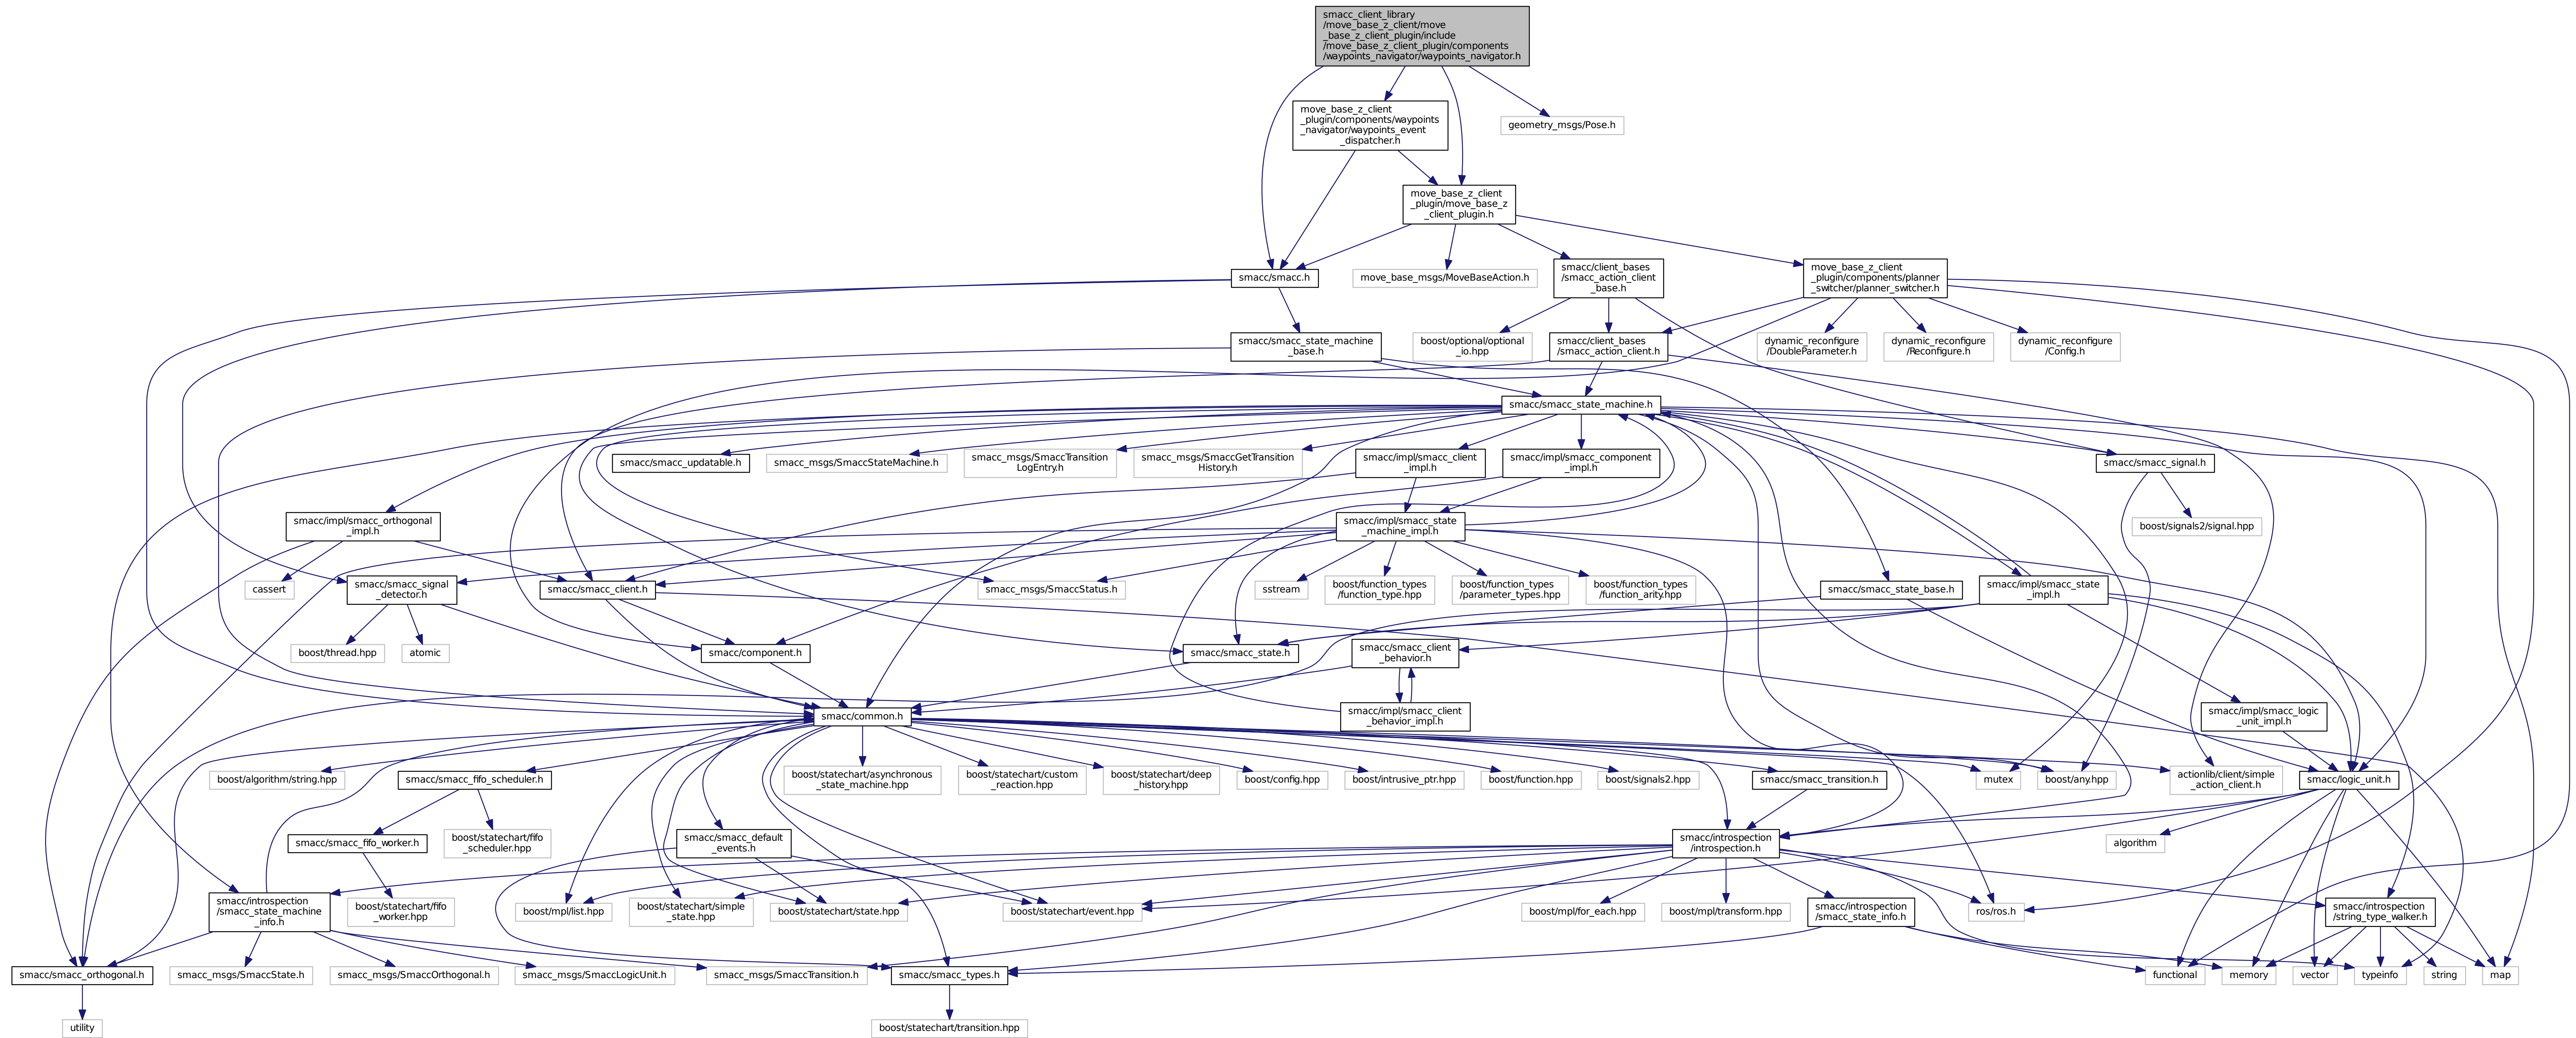 smacc_client_library
/move_base_z_client/move
_base_z_client_plugin/include
/move_base_z_client_plugin/components
/waypoints_navigator/waypoints_navigator.h
move_base_z_client
_plugin/components/waypoints
_navigator/waypoints_event
_dispatcher.h
geometry_msgs/Pose.h
move_base_z_client
_plugin/move_base_z
_client_plugin.h
smacc/smacc.h
move_base_msgs/MoveBaseAction.h
smacc/client_bases
/smacc_action_client
_base.h
move_base_z_client
_plugin/components/planner
_switcher/planner_switcher.h
smacc/smacc_state_machine
_base.h
boost/optional/optional
_io.hpp
smacc/client_bases
/smacc_action_client.h
dynamic_reconfigure
/DoubleParameter.h
dynamic_reconfigure
/Reconfigure.h
dynamic_reconfigure
/Config.h
smacc/smacc_state_machine.h
smacc/smacc_updatable.h
smacc_msgs/SmaccStateMachine.h
smacc_msgs/SmaccTransition
LogEntry.h
smacc_msgs/SmaccGetTransition
History.h
smacc/impl/smacc_client
_impl.h
smacc/impl/smacc_component
_impl.h
smacc/smacc_signal.h
smacc/impl/smacc_orthogonal
_impl.h
smacc/impl/smacc_state
_machine_impl.h
boost/signals2/signal.hpp
cassert
smacc/smacc_signal
_detector.h
smacc/smacc_client.h
smacc_msgs/SmaccStatus.h
sstream
boost/function_types
/function_type.hpp
boost/function_types
/parameter_types.hpp
boost/function_types
/function_arity.hpp
smacc/smacc_state_base.h
smacc/impl/smacc_state
_impl.h
boost/thread.hpp
atomic
smacc/component.h
smacc/smacc_state.h
smacc/smacc_client
_behavior.h
smacc/common.h
smacc/impl/smacc_client
_behavior_impl.h
smacc/impl/smacc_logic
_unit_impl.h
boost/algorithm/string.hpp
smacc/smacc_fifo_scheduler.h
boost/statechart/asynchronous
_state_machine.hpp
boost/statechart/custom
_reaction.hpp
boost/statechart/deep
_history.hpp
boost/config.hpp
boost/intrusive_ptr.hpp
boost/function.hpp
boost/signals2.hpp
smacc/smacc_transition.h
mutex
boost/any.hpp
actionlib/client/simple
_action_client.h
smacc/logic_unit.h
smacc/smacc_fifo_worker.h
boost/statechart/fifo
_scheduler.hpp
smacc/smacc_default
_events.h
smacc/introspection
/introspection.h
algorithm
smacc/introspection
/smacc_state_machine
_info.h
boost/statechart/fifo
_worker.hpp
boost/mpl/list.hpp
boost/statechart/simple
_state.hpp
boost/statechart/state.hpp
boost/statechart/event.hpp
boost/mpl/for_each.hpp
boost/mpl/transform.hpp
smacc/introspection
/smacc_state_info.h
ros/ros.h
smacc/introspection
/string_type_walker.h
smacc/smacc_orthogonal.h
smacc_msgs/SmaccState.h
smacc_msgs/SmaccOrthogonal.h
smacc_msgs/SmaccLogicUnit.h
smacc_msgs/SmaccTransition.h
smacc/smacc_types.h
functional
memory
vector
typeinfo
string
map
utility
boost/statechart/transition.hpp